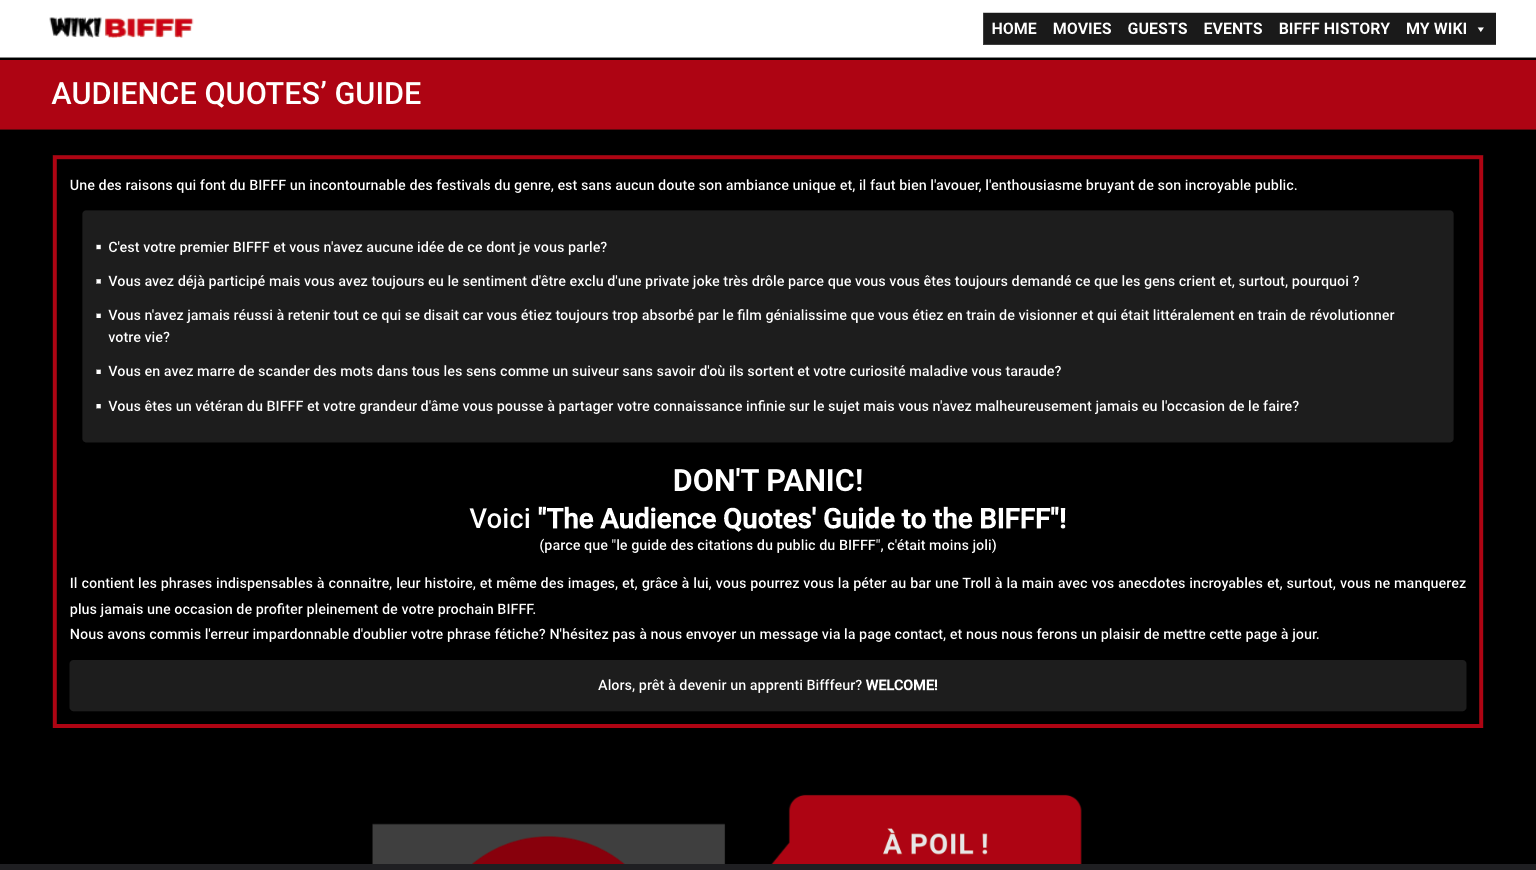 WIKI BIFFF
HOME MOVIES GUESTS EVENTS BIFFF HISTORY MY WIKI
AUDIENCE QUOTES’ GUIDE
Une des raisons qui font du BIFFF un incontournable des festivals du genre, est sans aucun doute son ambiance unique et, il faut bien l'avouer, l'enthousiasme bruyant de son incroyable public.
▪ C'est votre premier BIFFF et vous n'avez aucune idée de ce dont je vous parle?
▪ Vous avez déjà participé mais vous avez toujours eu le sentiment d'être exclu d'une private joke très drôle parce que vous vous êtes toujours demandé ce que les gens crient et, surtout, pourquoi ?
▪ Vous n'avez jamais réussi à retenir tout ce qui se disait car vous étiez toujours trop absorbé par le film génialissime que vous étiez en train de visionner et qui était littéralement en train de révolutionner
votre vie?
▪ Vous en avez marre de scander des mots dans tous les sens comme un suiveur sans savoir d'où ils sortent et votre curiosité maladive vous taraude?
▪ Vous êtes un vétéran du BIFFF et votre grandeur d'âme vous pousse à partager votre connaissance infinie sur le sujet mais vous n'avez malheureusement jamais eu l'occasion de le faire?
DON'T PANIC!
Voici "The Audience Quotes' Guide to the BIFFF"!
(parce que "le guide des citations du public du BIFFF", c'était moins joli)
Il contient les phrases indispensables à connaitre, leur histoire, et même des images, et, grâce à lui, vous pourrez vous la péter au bar une Troll à la main avec vos anecdotes incroyables et, surtout, vous ne manquerez
plus jamais une occasion de profiter pleinement de votre prochain BIFFF.
Nous avons commis l'erreur impardonnable d'oublier votre phrase fétiche? N'hésitez pas à nous envoyer un message via la page contact, et nous nous ferons un plaisir de mettre cette page à jour.
Alors, prêt à devenir un apprenti Bifffeur? WELCOME!
À POIL !